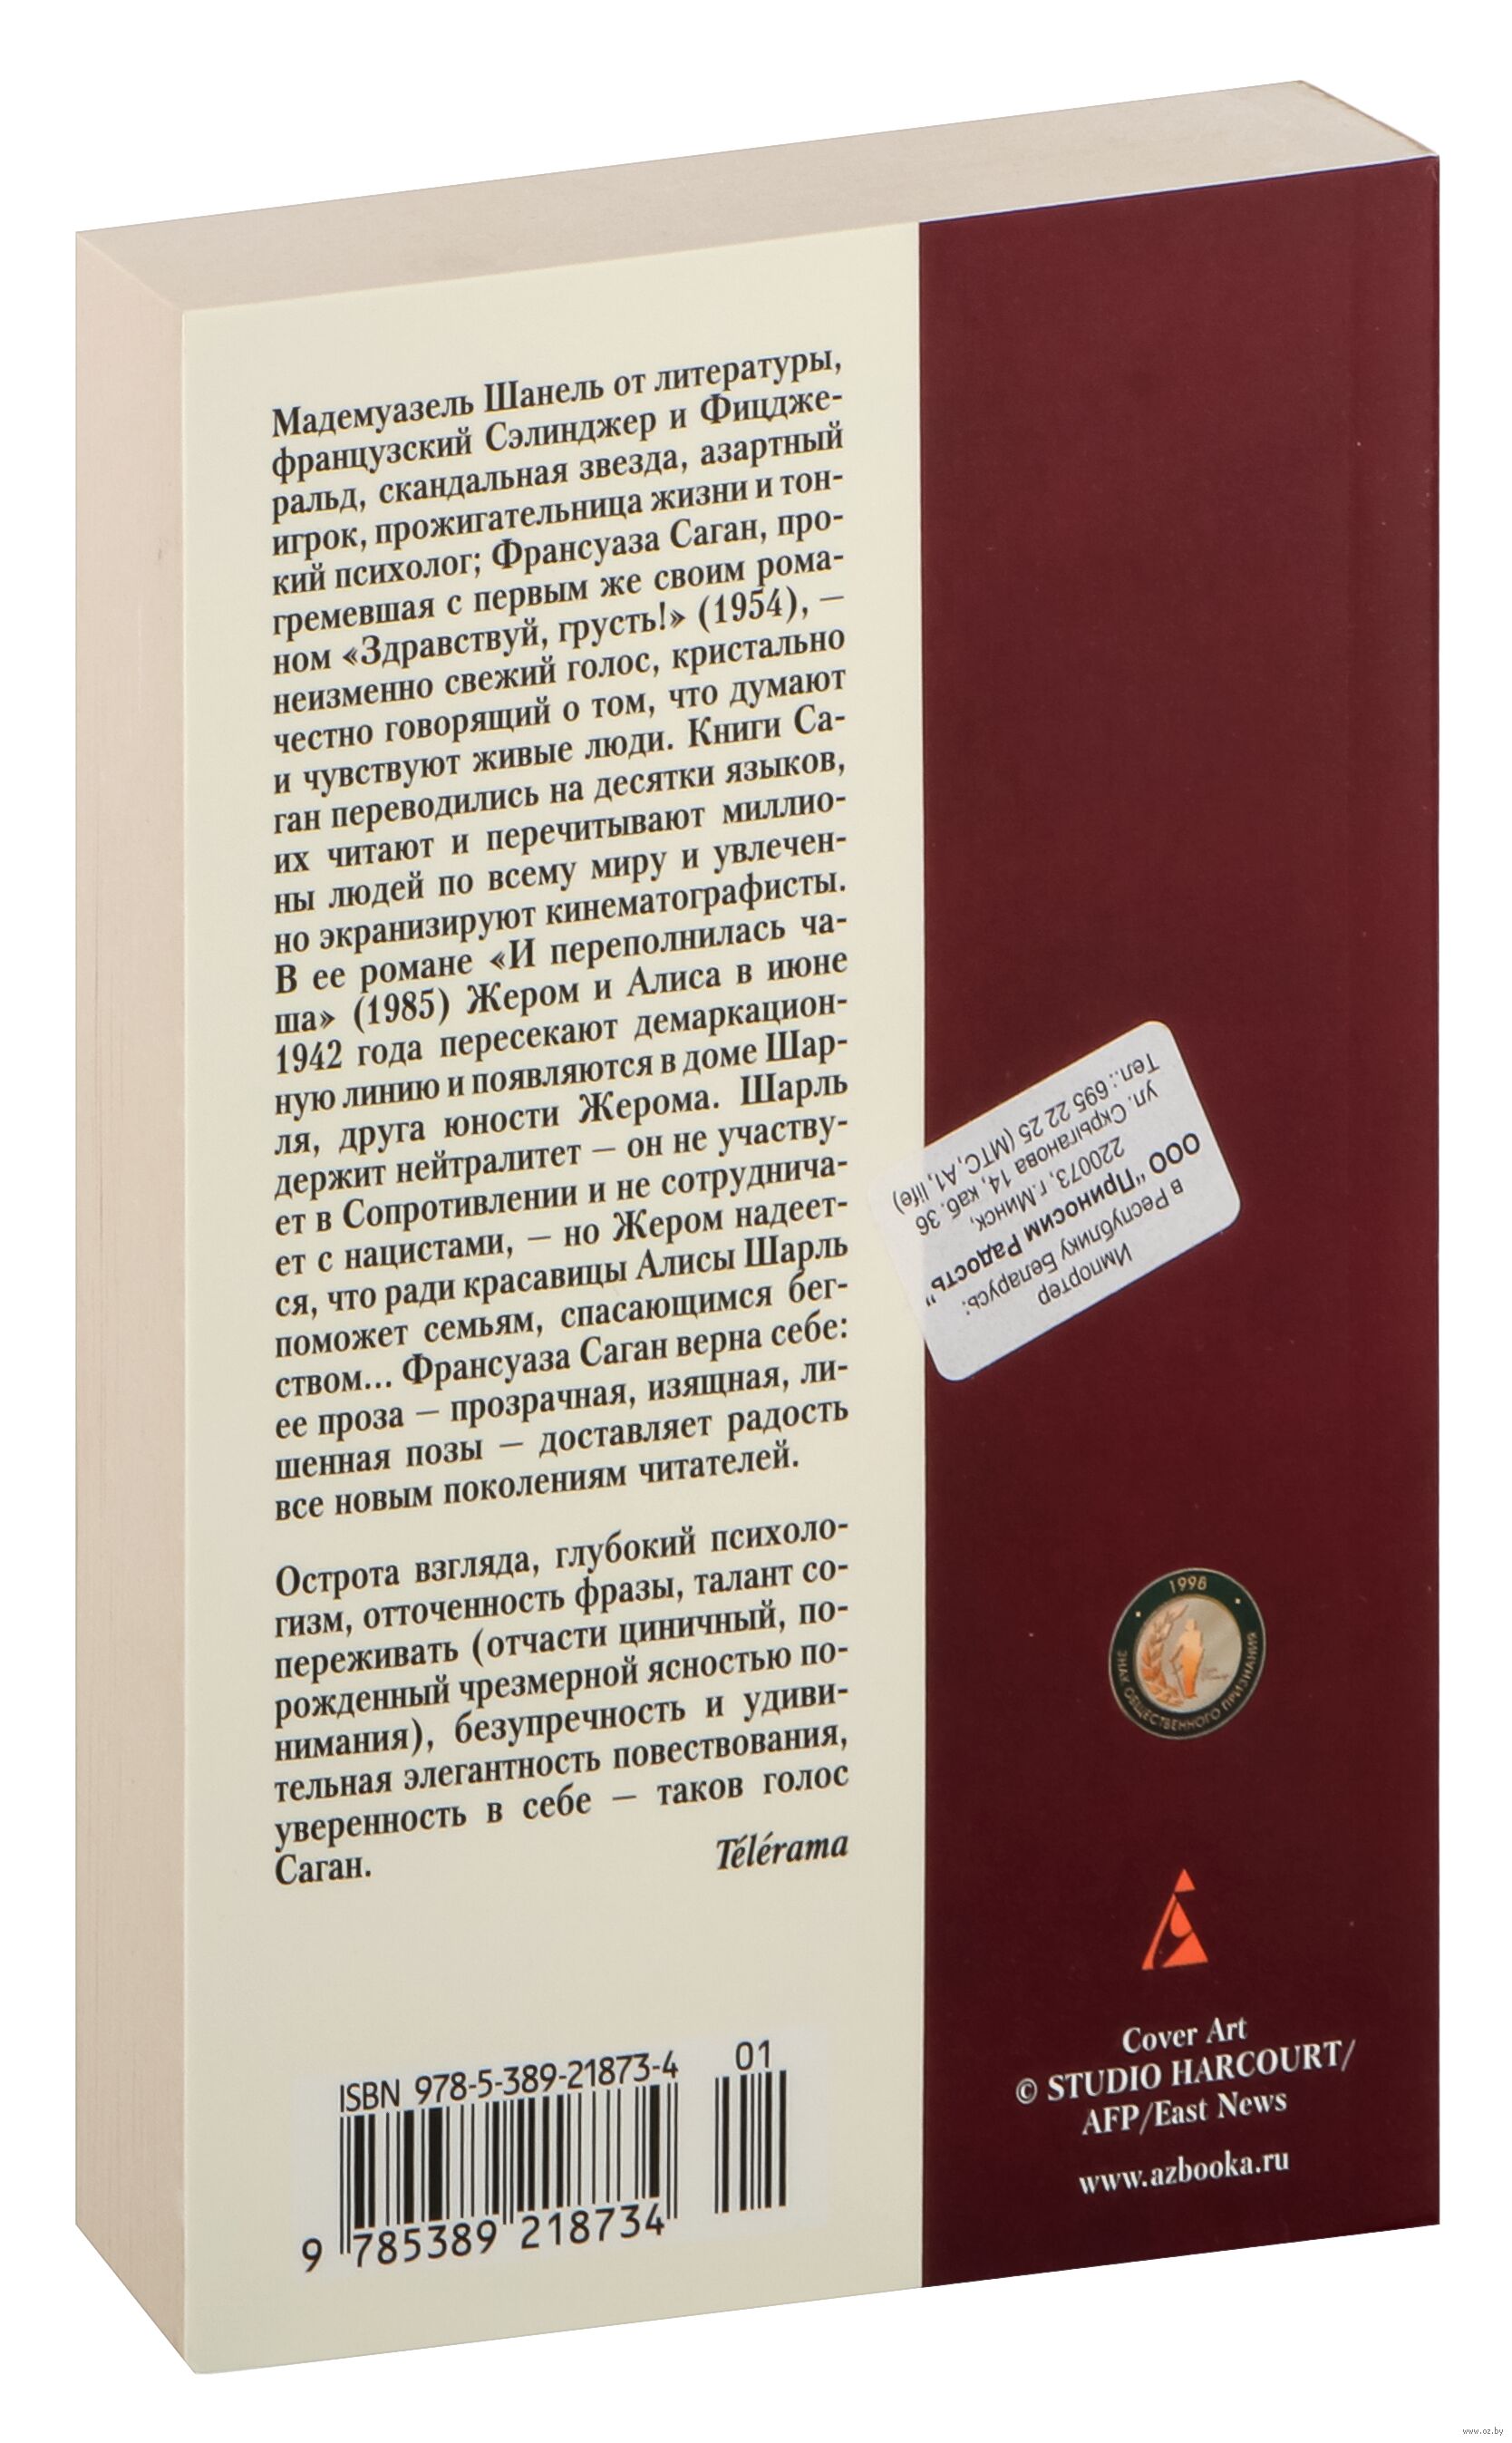 Мадемуазель Шанель от литературы,
французский Сэлинджер и Фицдже-
ральд, скандальная звезда, азартный
игрок, прожигательница жизни и тон-
кий психолог; Франсуаза Саган, про-
гремевшая с первым же своим рома-
ном «Здравствуй, грусть!» (1954), —
неизменно свежий голос, кристально
честно говорящий о том, что думают
и чувствуют живые люди. Книги Са-
ган переводились на десятки языков,
их читают и перечитывают миллио-
ны людей по всему миру и увлечен-
но экранизируют кинематографисты.
В ее романе «И переполнилась ча-
ша» (1985) Жером и Алиса в июне
1942 года пересекают демаркацион-
ную линию и появляются в доме Шар-
ля, друга юности Жерома. Шарль
держит нейтралитет — он не участву-
ет в Сопротивлении и не сотруднича-
ет с нацистами, — но Жером надеет-
ся, что ради красавицы Алисы Шарль
поможет семьям, спасающимся бег-
ством... Франсуаза Саган верна себе:
ее проза — прозрачная, изящная, ли-
шенная позы — доставляет радость
все новым поколениям читателей.
Острота взгляда, глубокий психоло-
гизм, отточенность фразы, талант со-
переживать (отчасти циничный, по-
рожденный чрезмерной ясностью по-
нимания), безупречность и удиви-
тельная элегантность повествования,
уверенность в себе — таков голос
Саган.
Télérama
ISBN 978-5-389-21873-4
01
9 785389 218734
Импортер
в Республику Беларусь:
ООО "Приносим Радость"
220073, г.Минск,
ул. Скрыганова 14, каб. 36
Тел.: 695 22 25 (МТС,А1, life)
1998
ЗНАК ОБЩЕСТВЕННОГО ПРИЗНАНИЯ
Cover Art
© STUDIO HARCOURT/
AFP/East News
www.azbooka.ru
www.oz.by